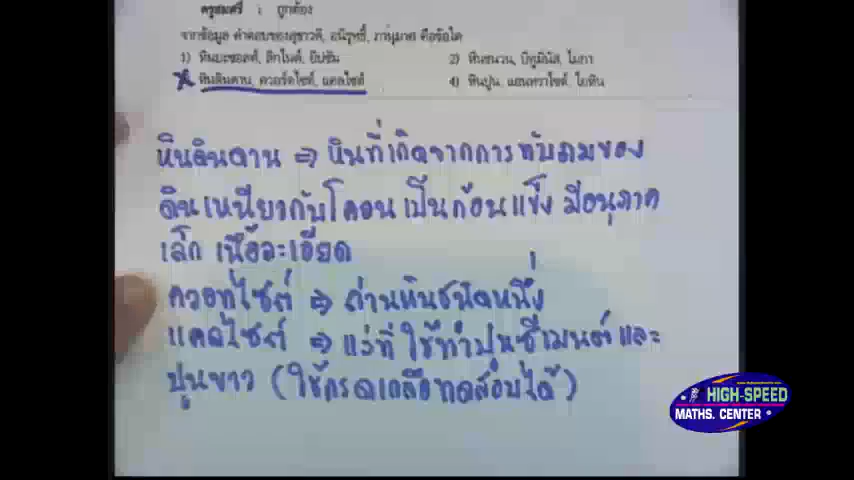 ครูสมศรี : ถูกต้อง
จากข้อมูล คำตอบของสุชาวดี, อนิรุทธิ์, ภานุมาศ คือข้อใด
1) หินบะซอลต์, ลิกไนต์, ยิปซัม 2) หินชนวน, บิทูมินัส, ไมกา
3) หินดินดาน, ควอร์ตไซต์, แคลไซต์ 4) หินปูน, แอนทราไซต์, ไอหิน
หินดินดาน ⇒ หินที่เกิดจากการทับถมของ
ดินเหนียวกับโคลนเป็นก้อนแข็ง มีอนุภาค
เล็ก เนื้อละเอียด
ควอทไซต์ ⇒ ถ่านหินชนิดหนึ่ง
แคลไซต์ ⇒ แร่ที่ใช้ทำปูนซีเมนต์และ
ปูนขาว (ใช้กรดเกลือทดสอบได้)
HIGH-SPEED
MATHS. CENTER